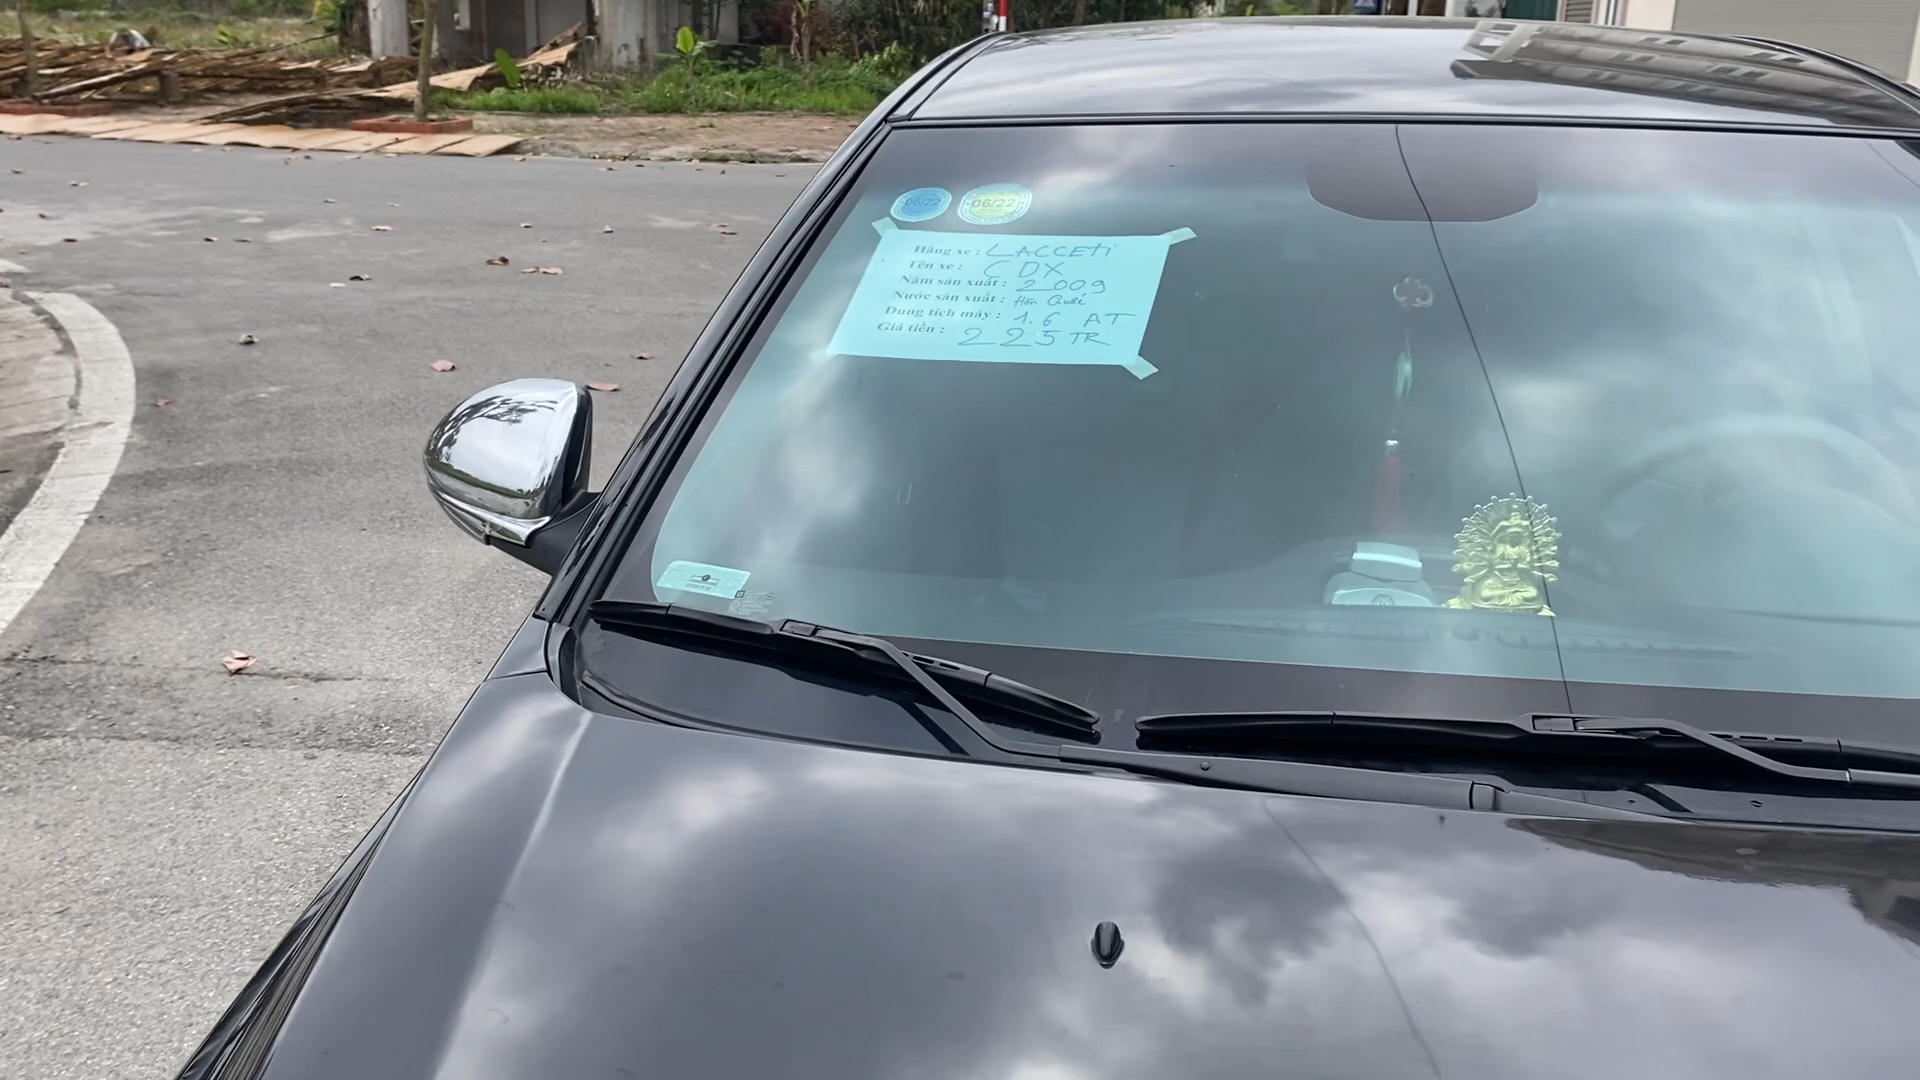 06/22
06/22
Hãng xe : LACCETI
Tên xe : CDX
Năm sản xuất : 2009
Nước sản xuất : Hàn Quốc
Dung tích máy : 1.6 AT
Giá tiền : 225 TR